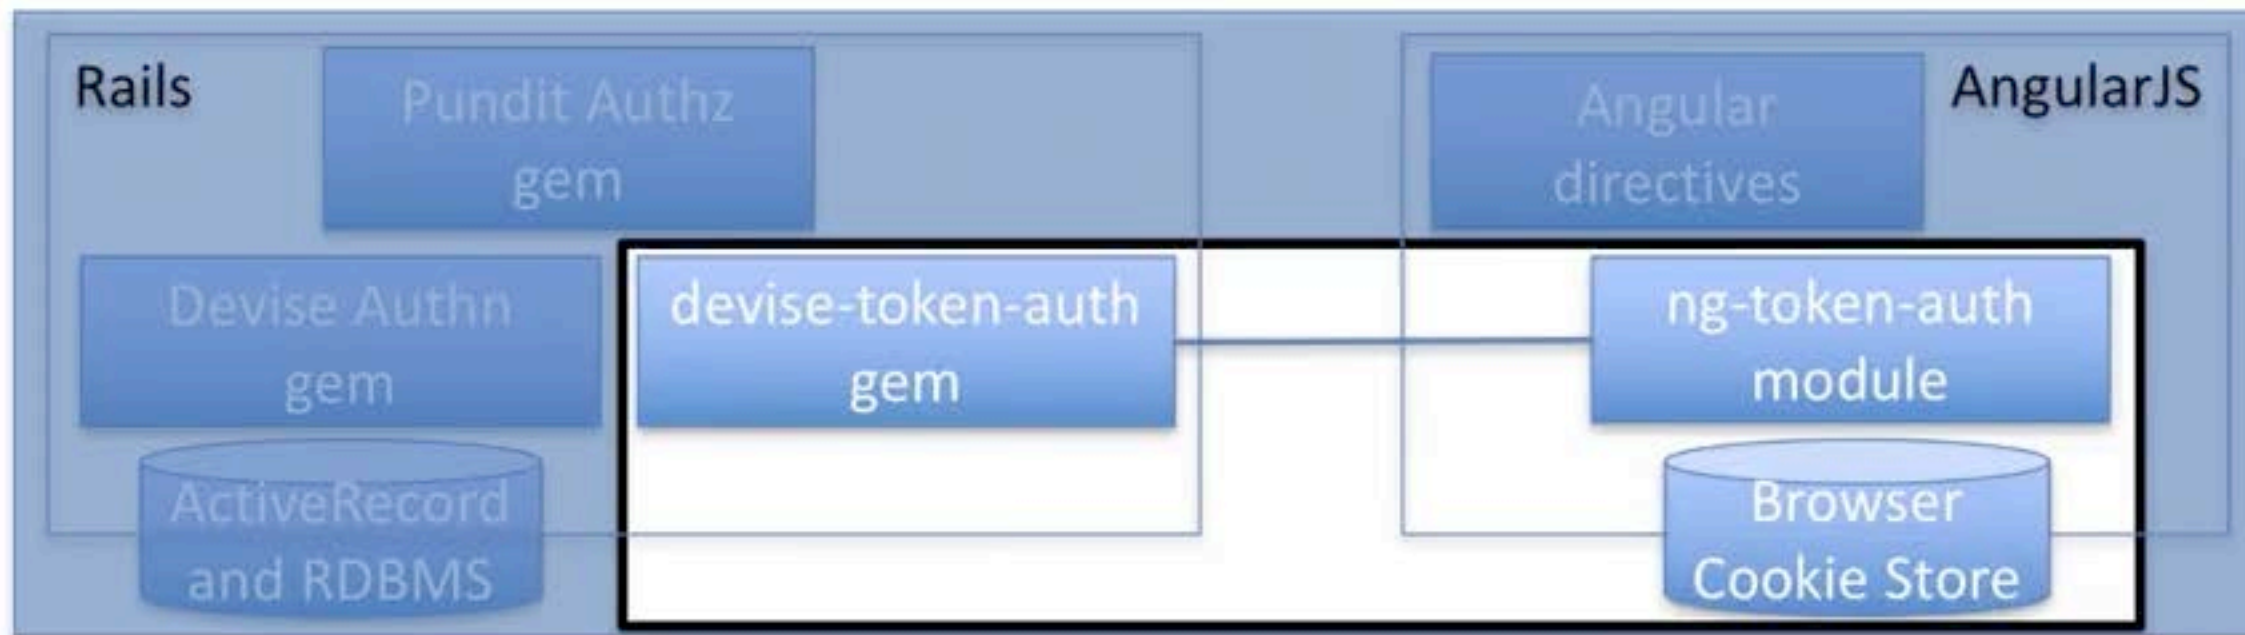 Rails
Pundit Authz
gem
Angular
directives
AngularJS
Devise Authn
gem
devise-token-auth
gem
ng-token-auth
module
ActiveRecord
and RDBMS
Browser
Cookie Store